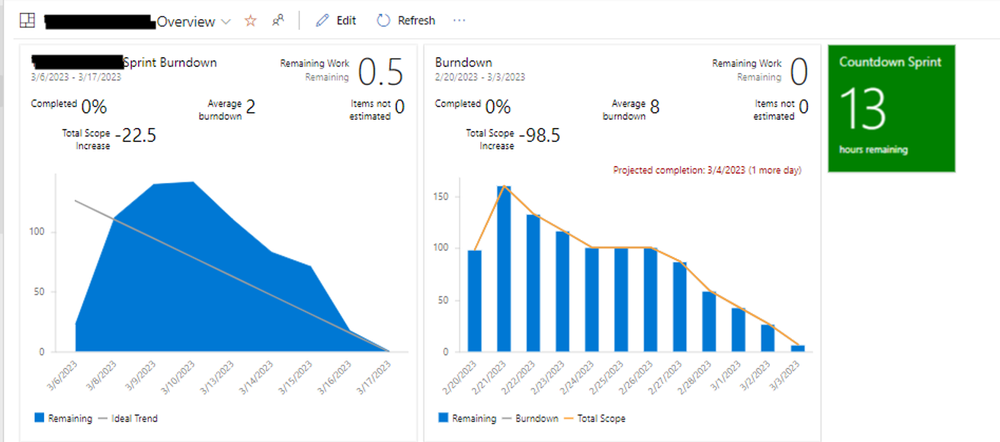 Overview
Edit
Refresh
Sprint Burndown
3/6/2023 - 3/17/2023
Remaining Work
Remaining
0.5
Completed 0%
Average
burndown 2
Items not
estimated 0
Total Scope
Increase -22.5
100
50
0
3/6/2023
3/8/2023
3/9/2023
3/10/2023
3/13/2023
3/14/2023
3/15/2023
3/16/2023
3/17/2023
Remaining
Ideal Trend
Burndown
2/20/2023 - 3/3/2023
Remaining Work
Remaining
0
Completed 0%
Average
burndown 8
Items not
estimated 0
Total Scope
Increase -98.5
Projected completion: 3/4/2023 (1 more day)
150
100
50
0
2/20/2023
2/21/2023
2/22/2023
2/23/2023
2/24/2023
2/25/2023
2/26/2023
2/27/2023
2/28/2023
3/1/2023
3/2/2023
3/3/2023
Remaining
Burndown
Total Scope
Countdown Sprint
13
hours remaining